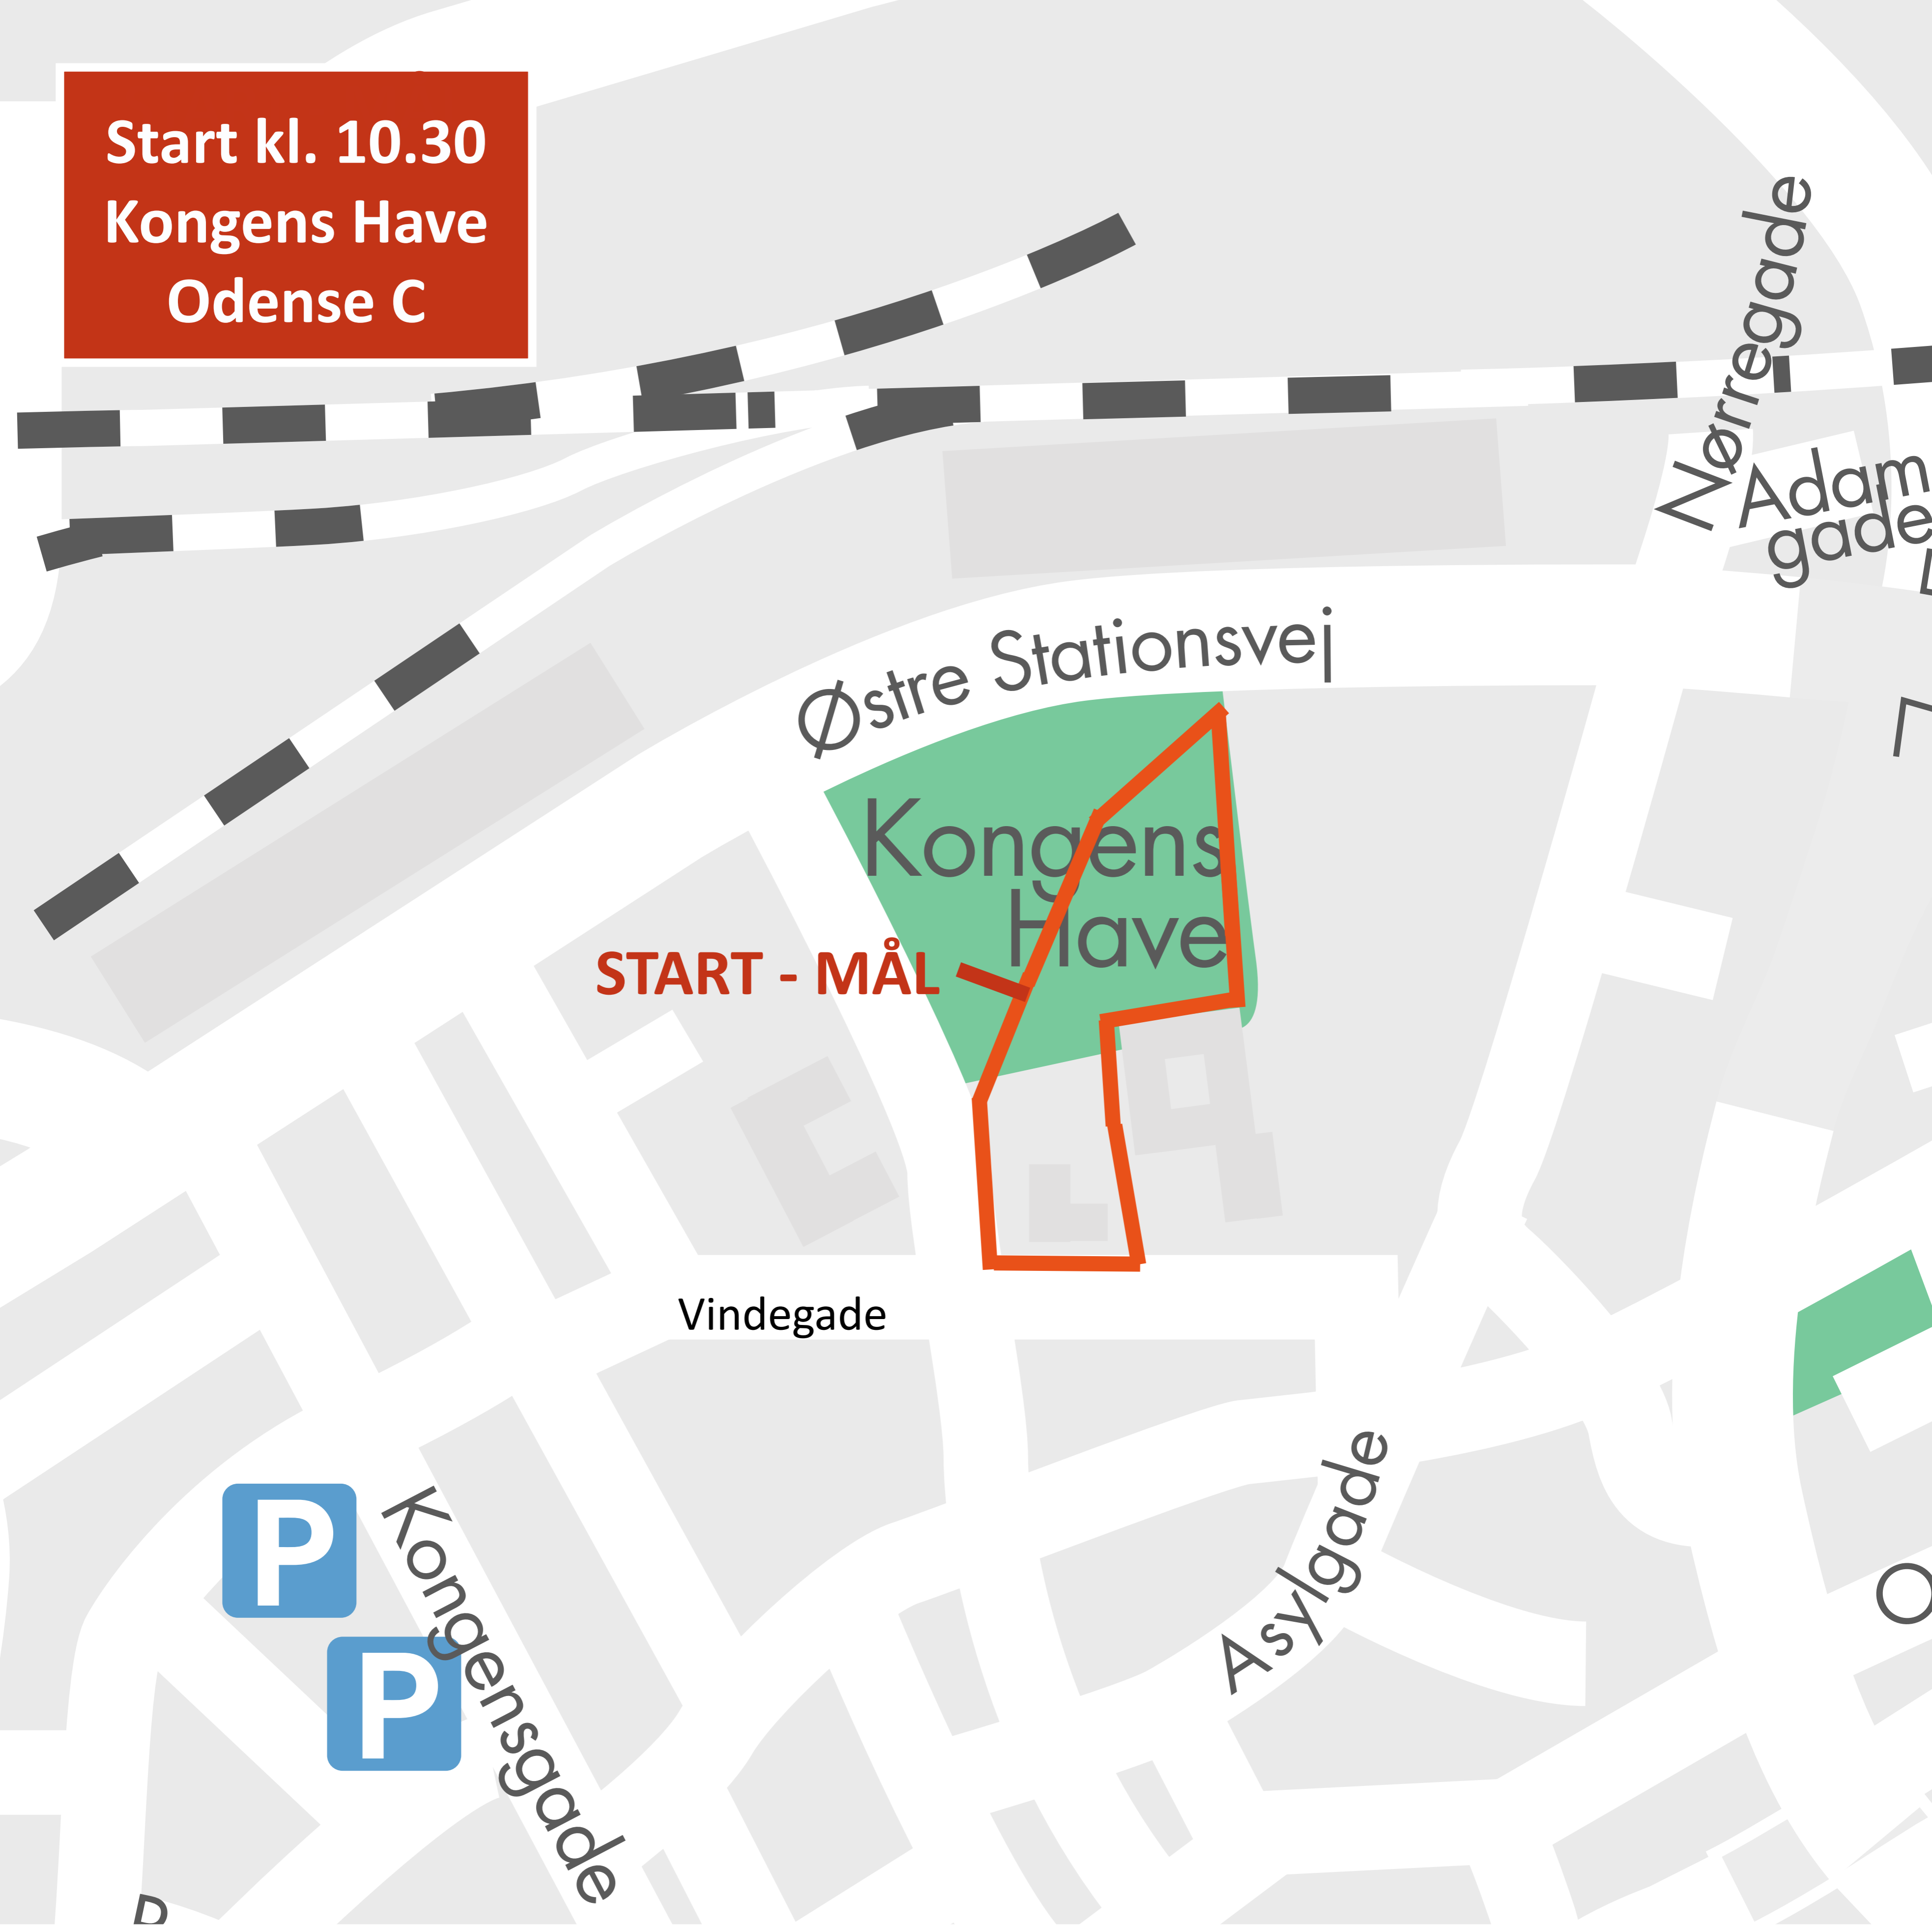 Start kl. 10.30
Kongens Have
Odense C
Nørregade
Adam
gade
Østre Stationsvej
Kongens
Have
START - MÅL
Vindegade
P
Kongensgade
P
Asylgade
O